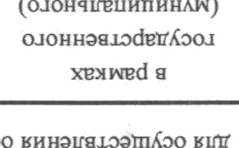 для осуществления о
в рамках
государственного
(муниципального)